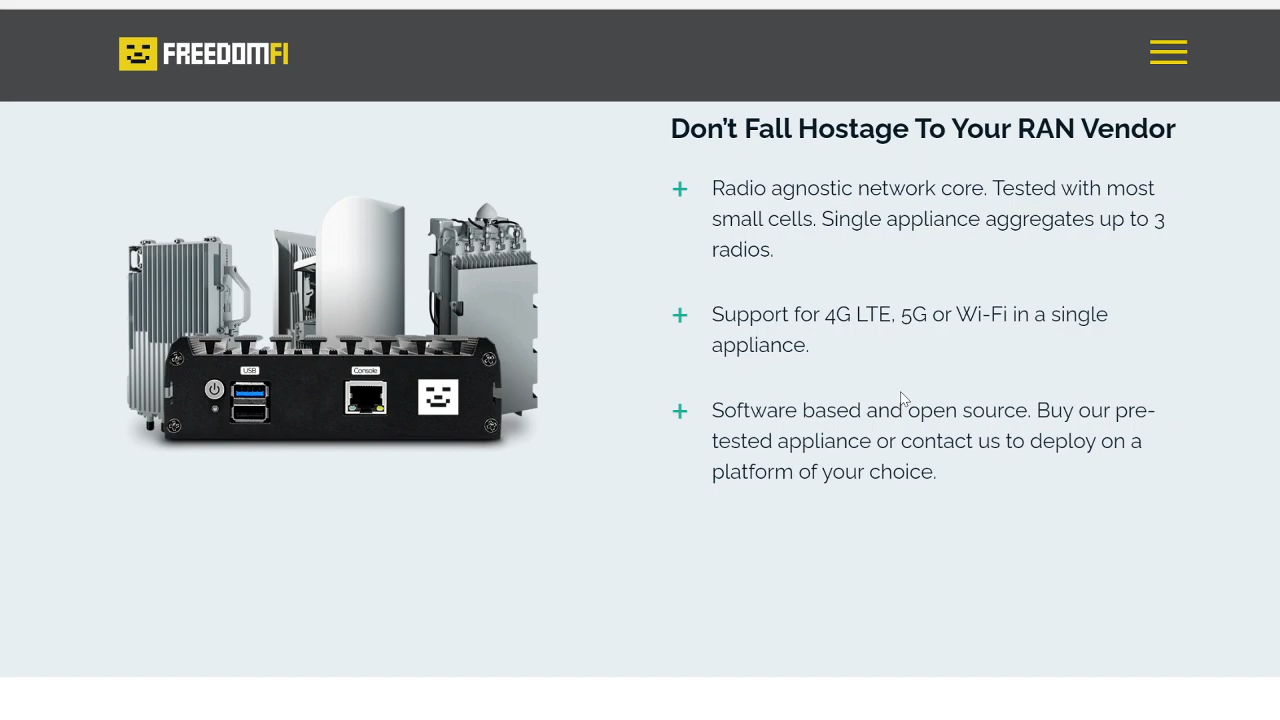 FREEDOMFI
Don’t Fall Hostage To Your RAN Vendor
Radio agnostic network core. Tested with most
small cells. Single appliance aggregates up to 3
radios.
Support for 4G LTE, 5G or Wi-Fi in a single
appliance.
Software based and open source. Buy our pre-
tested appliance or contact us to deploy on a
platform of your choice.
USB
Console